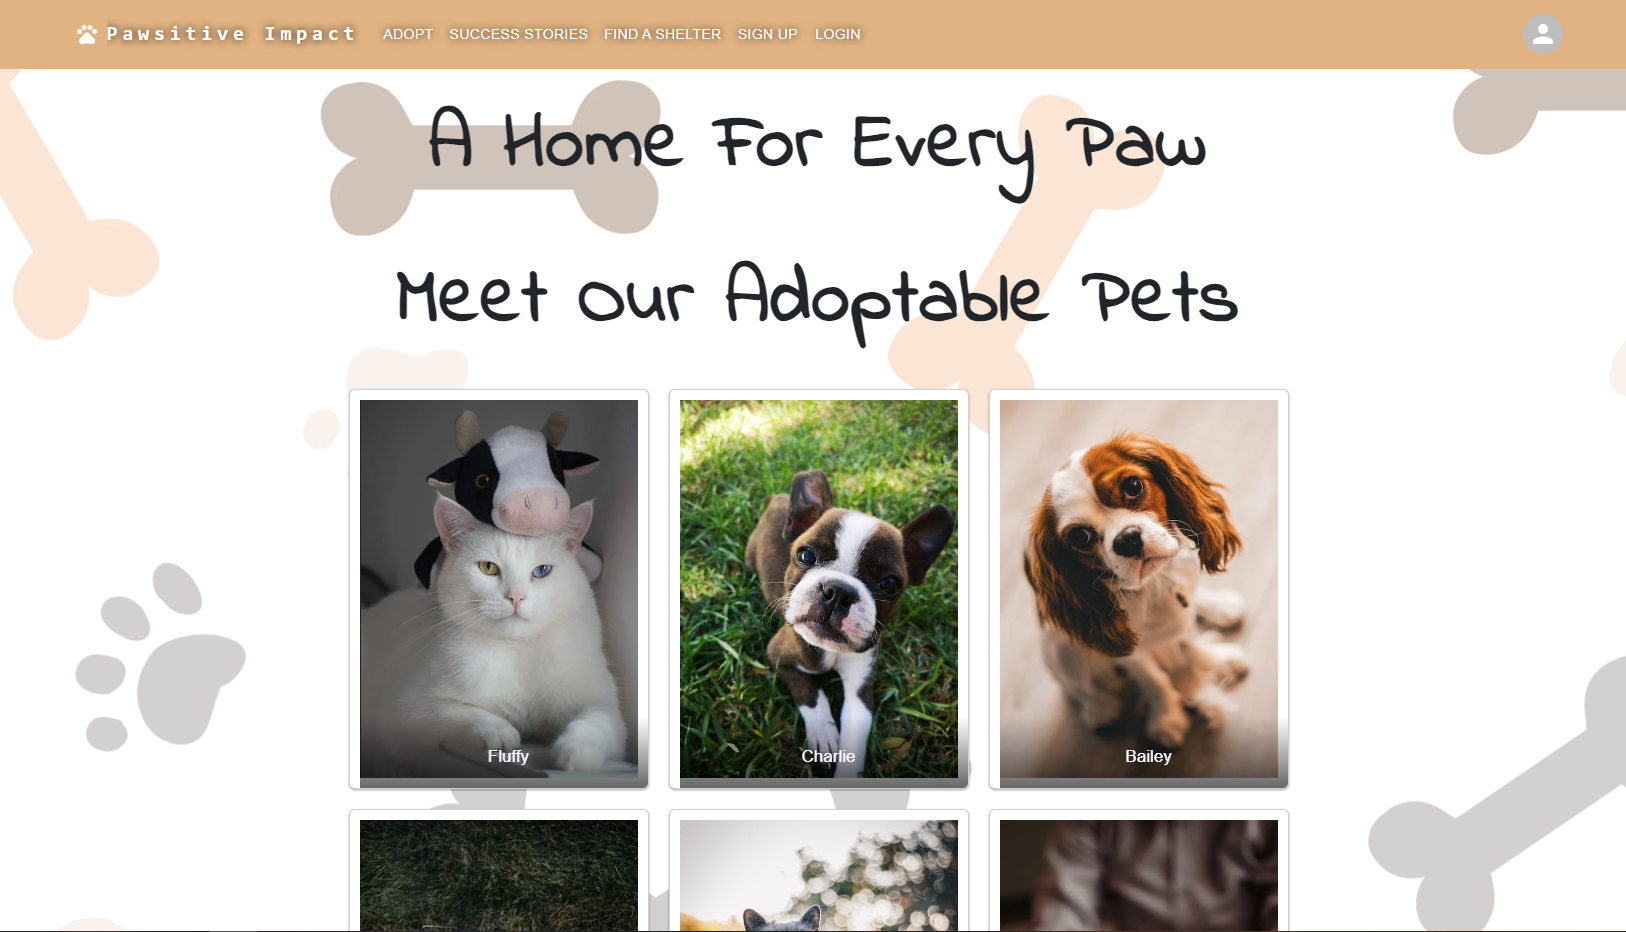 Pawsitive Impact ADOPT SUCCESS STORIES FIND A SHELTER SIGN UP LOGIN
A Home For Every Paw
Meet Our Adoptable Pets
Fluffy Charlie Bailey